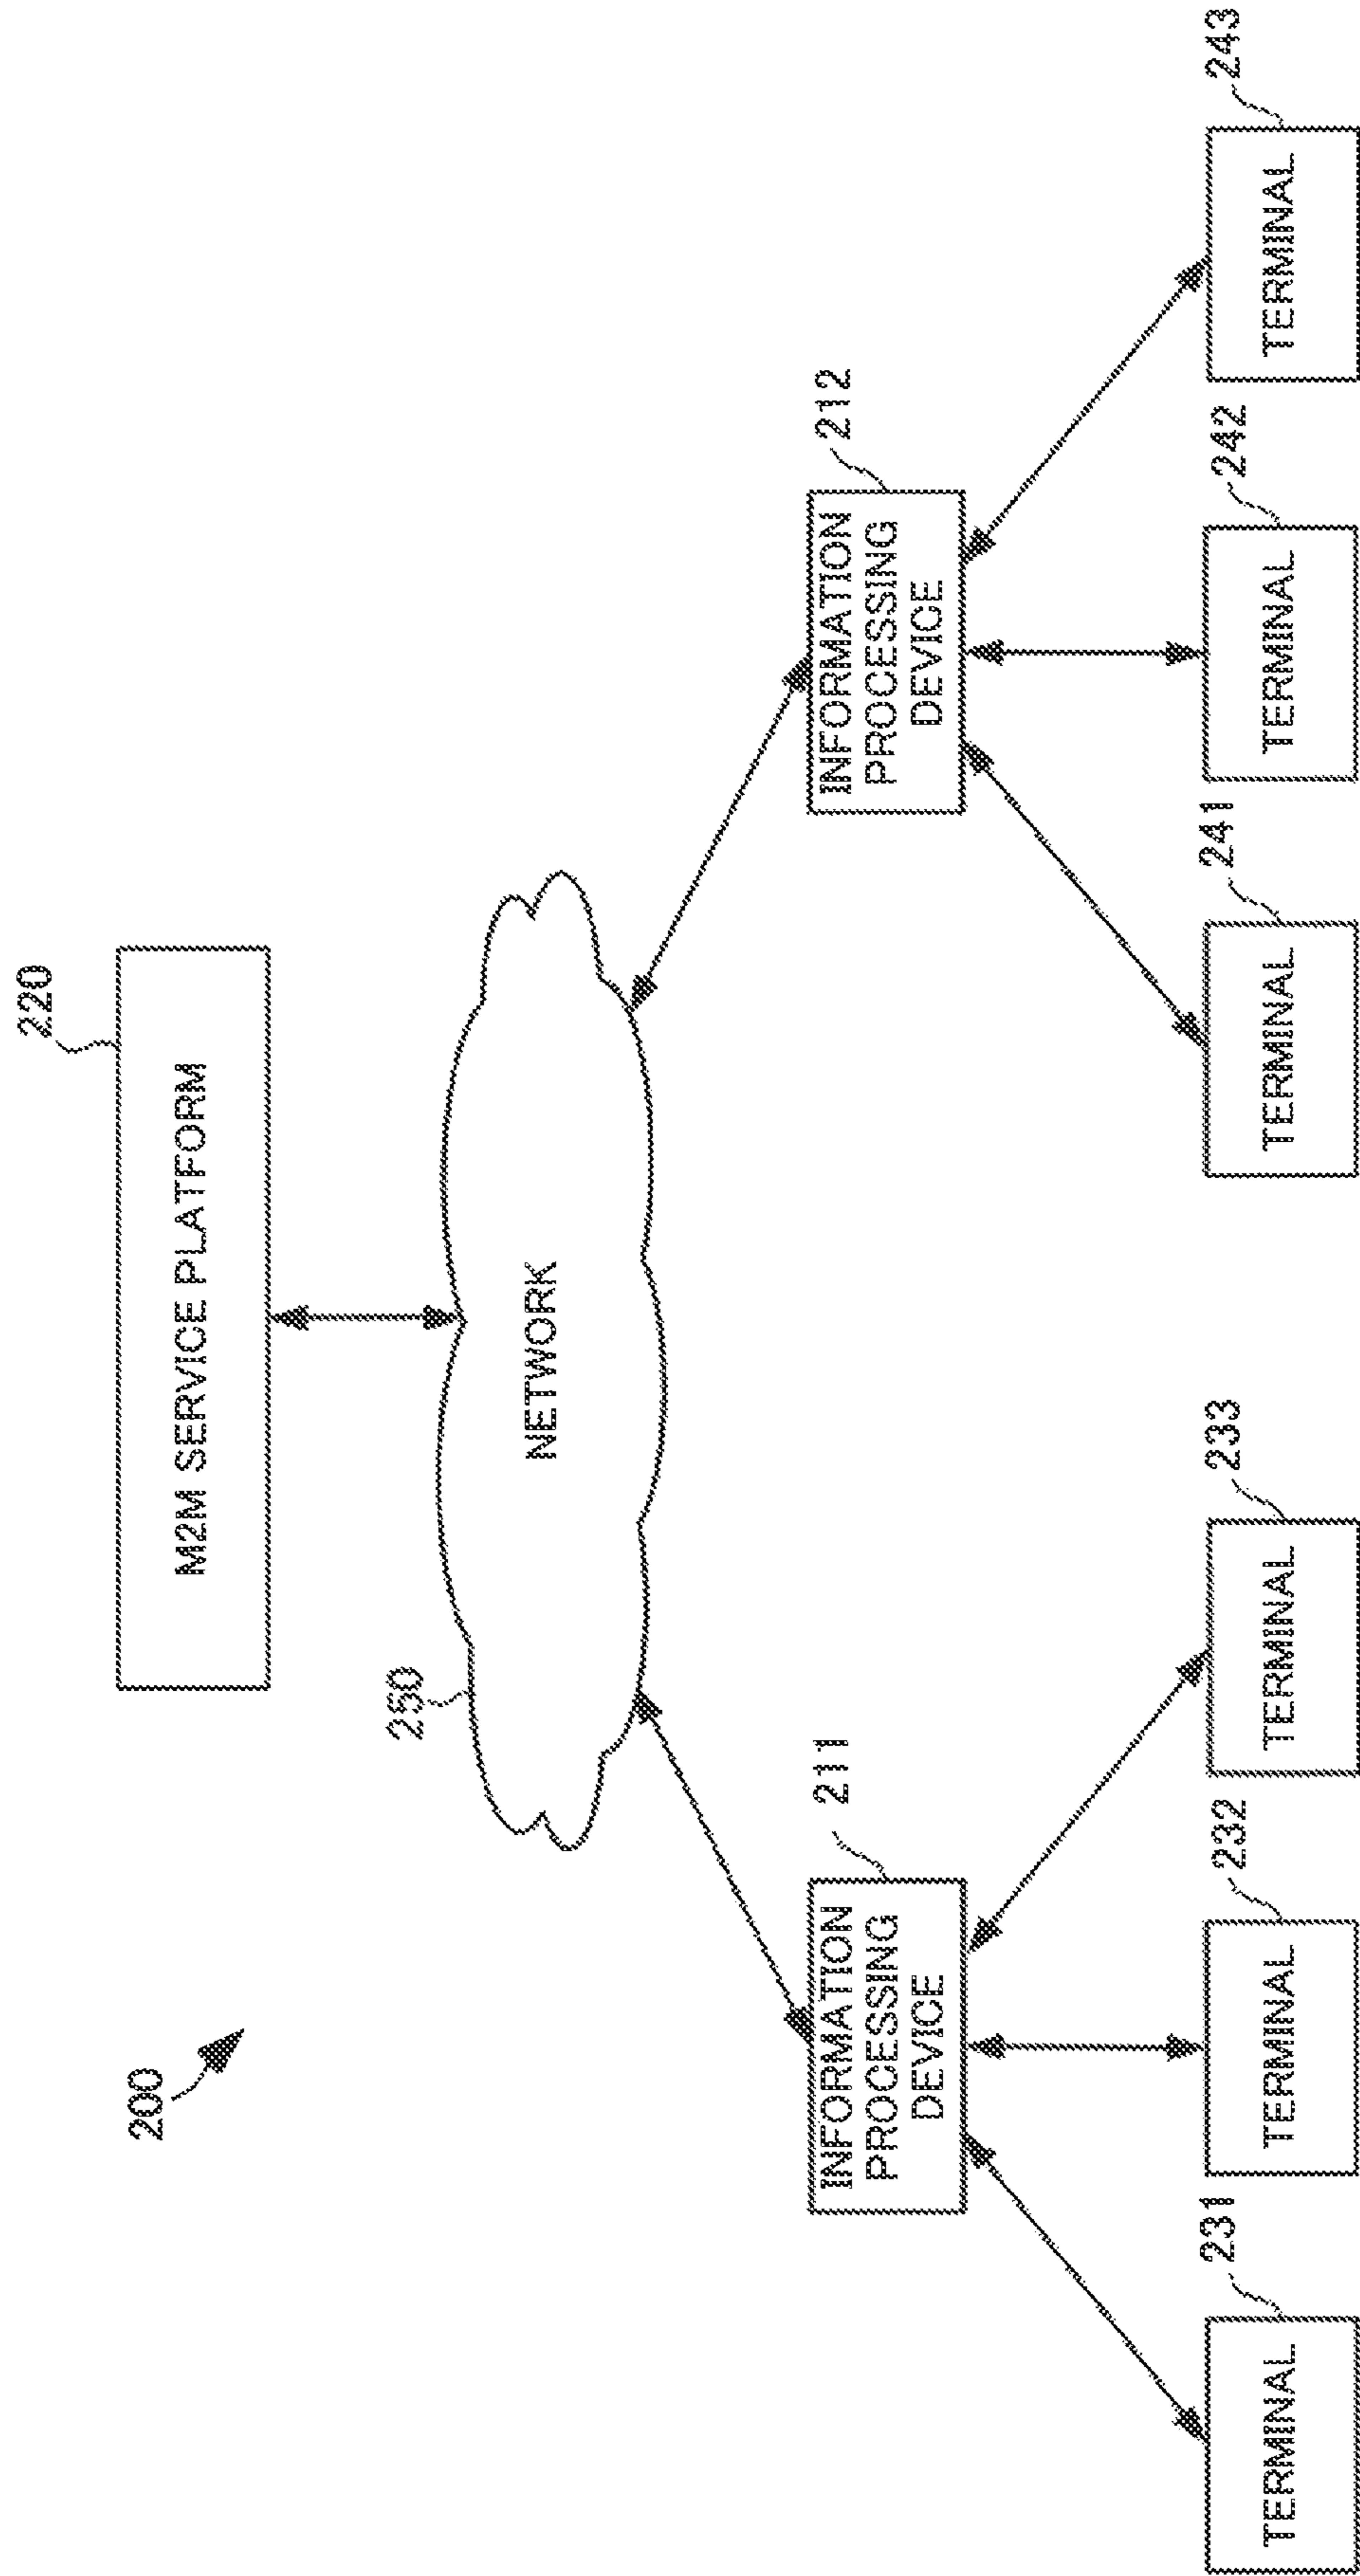 200
220
M2M SERVICE PLATFORM
250
NETWORK
211
INFORMATION
PROCESSING
DEVICE
212
INFORMATION
PROCESSING
DEVICE
231
TERMINAL
232
TERMINAL
233
TERMINAL
241
TERMINAL
242
TERMINAL
243
TERMINAL